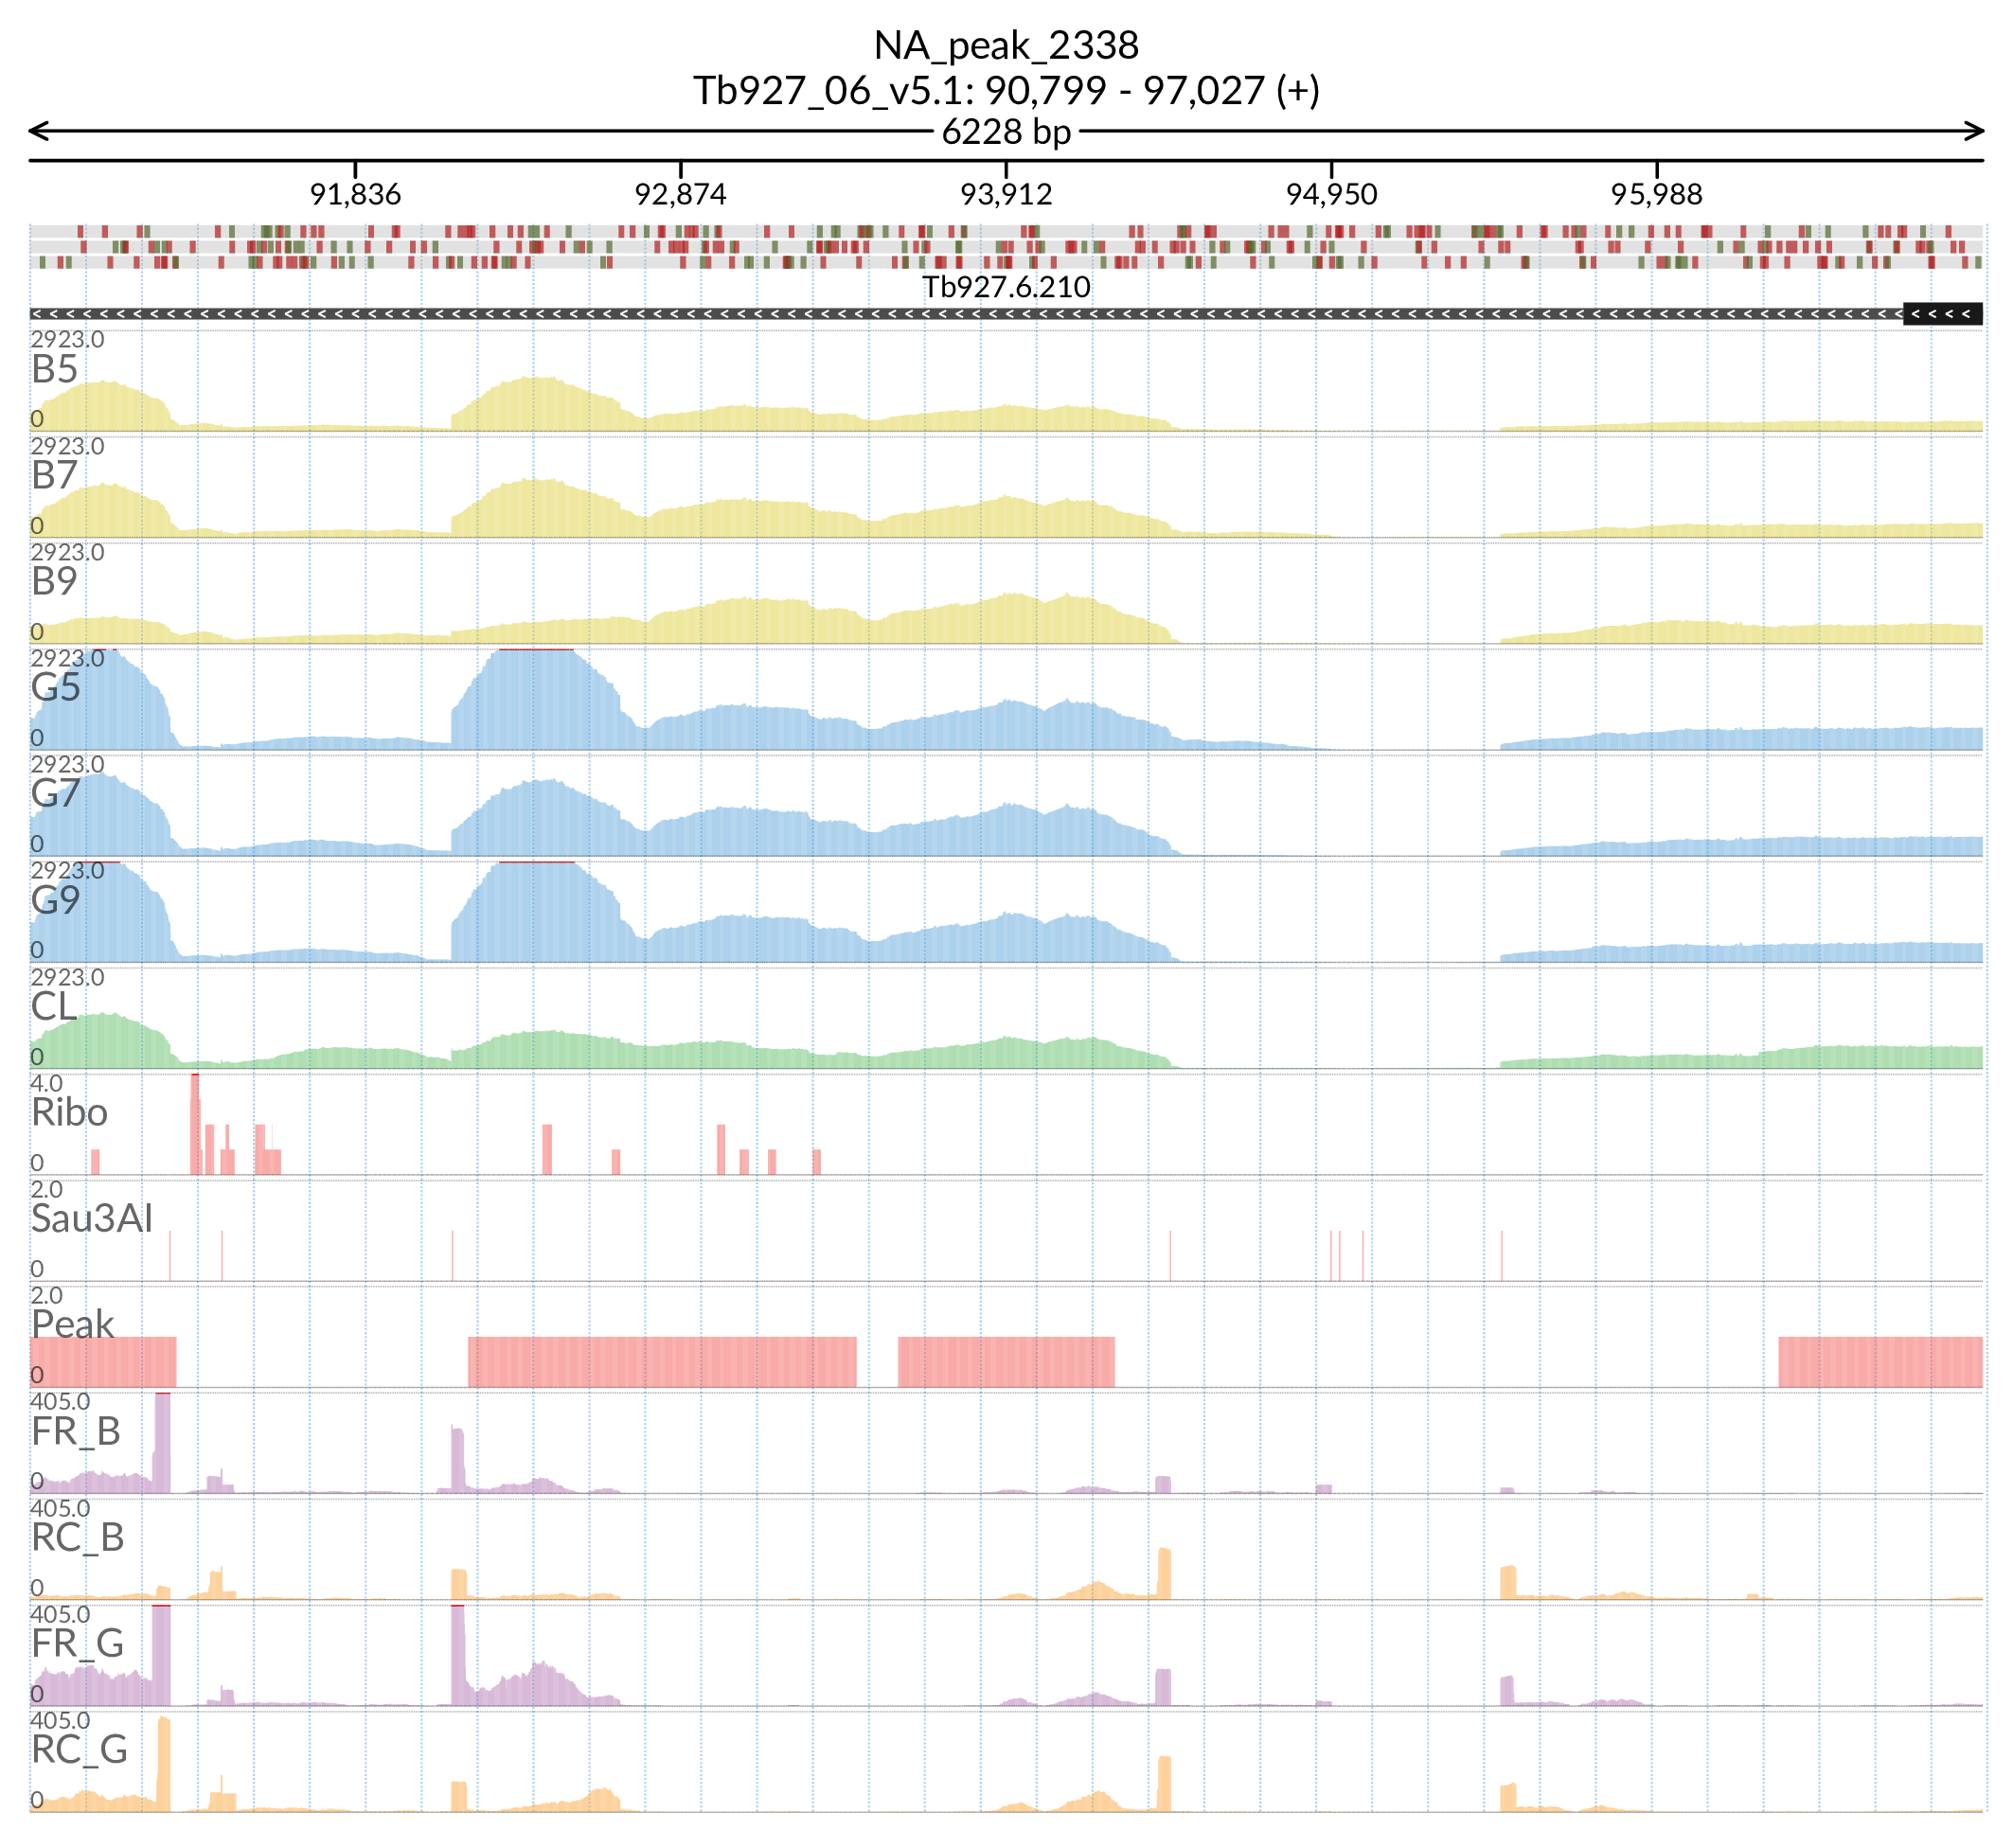 NA_peak_2338
Tb927_06_v5.1: 90,799 - 97,027 (+)
6228 bp
91,836 92,874 93,912 94,950 95,988
Tb927.6.210
2923.0
B5
0
2923.0
B7
0
2923.0
B9
0
2923.0
G5
0
2923.0
G7
0
2923.0
G9
0
2923.0
CL
0
4.0
Ribo
0
2.0
Sau3AI
0
2.0
Peak
0
405.0
FR_B
0
405.0
RC_B
0
405.0
FR_G
0
405.0
RC_G
0